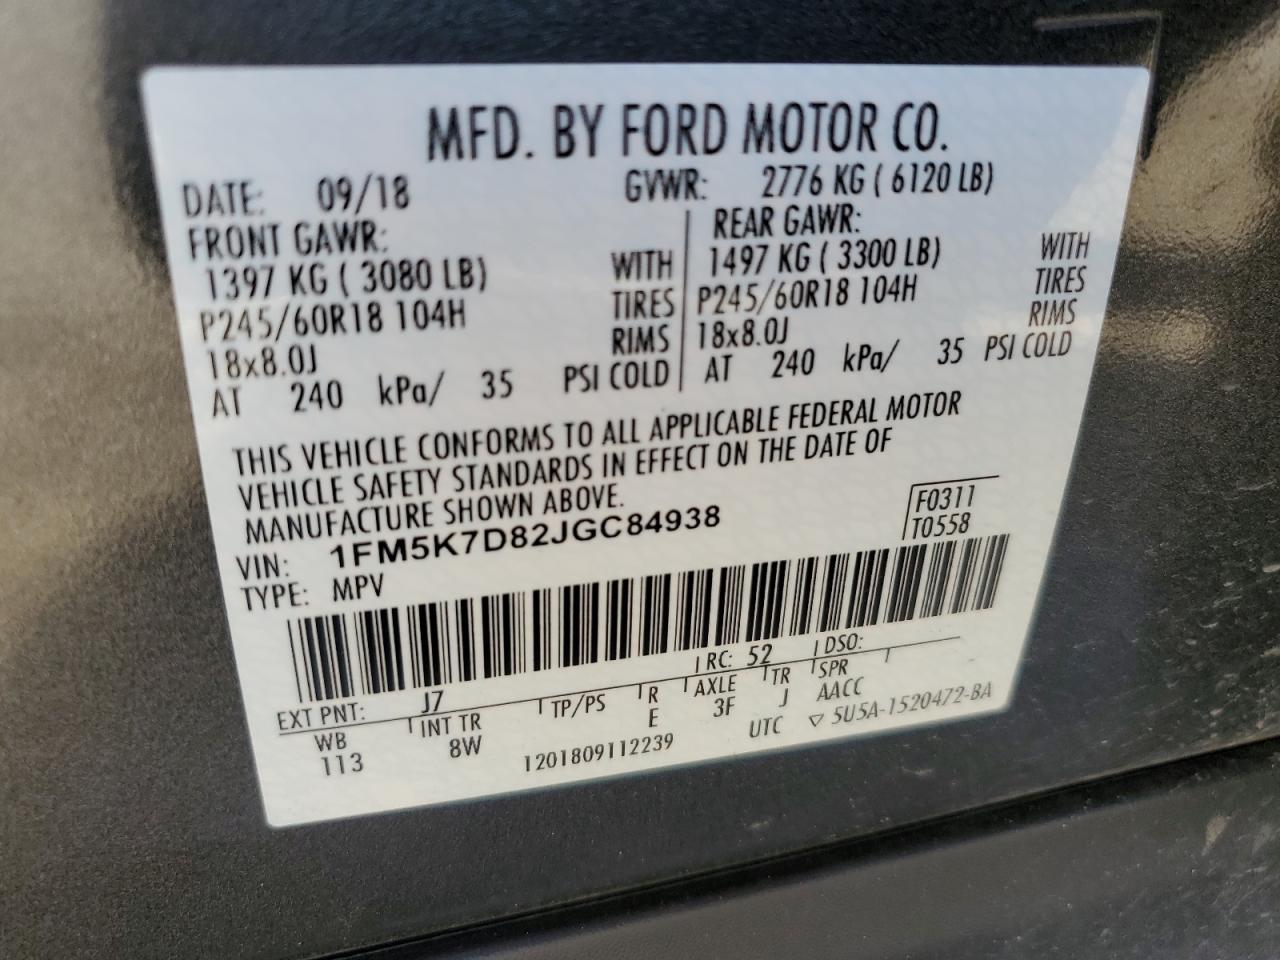 MFD. BY FORD MOTOR CO.
DATE: 09/18 GVWR: 2776 KG ( 6120 LB)
FRONT GAWR: REAR GAWR:
1397 KG ( 3080 LB) WITH 1497 KG ( 3300 LB) WITH
P245/60R18 104H TIRES P245/60R18 104H TIRES
18x8.0J RIMS 18x8.0J RIMS
AT 240 kPa/ 35 PSI COLD AT 240 kPa/ 35 PSI COLD
THIS VEHICLE CONFORMS TO ALL APPLICABLE FEDERAL MOTOR
VEHICLE SAFETY STANDARDS IN EFFECT ON THE DATE OF
MANUFACTURE SHOWN ABOVE.
F0311
VIN: 1FM5K7D82JGC84938 T0558
TYPE: MPV
EXT PNT: J7 RC: 52 DSO:
WB INT TR TP/PS R AXLE TR SPR
113 8W E 3F J AACC
1201809112239 UTC ▽ 5U5A-1520472-BA